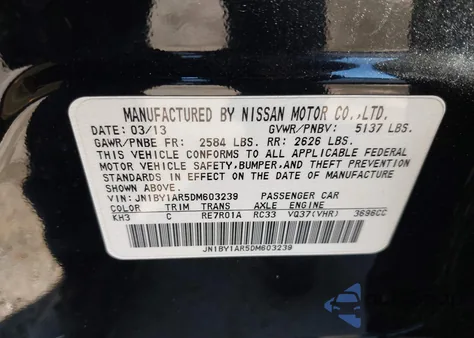 MANUFACTURED BY NISSAN MOTOR CO.,LTD.
DATE: 03/13 GVWR/PNBV: 5137 LBS.
GAWR/PNBE FR: 2584 LBS. RR: 2626 LBS.
THIS VEHICLE CONFORMS TO ALL APPLICABLE FEDERAL
MOTOR VEHICLE SAFETY, BUMPER, AND THEFT PREVENTION
STANDARDS IN EFFECT ON THE DATE OF MANUFACTURE
SHOWN ABOVE.
VIN: JN1BY1AR5DM603239 PASSENGER CAR
COLOR TRIM TRANS AXLE ENGINE
KH3 C RE7R01A RC33 VQ37(VHR) 3696CC
JN1BY1AR5DM603239